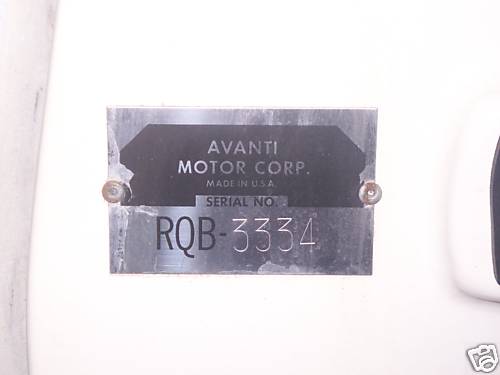 AVANTI
MOTOR CORP.
MADE IN U.S.A.
SERIAL NO.
RQB-3334